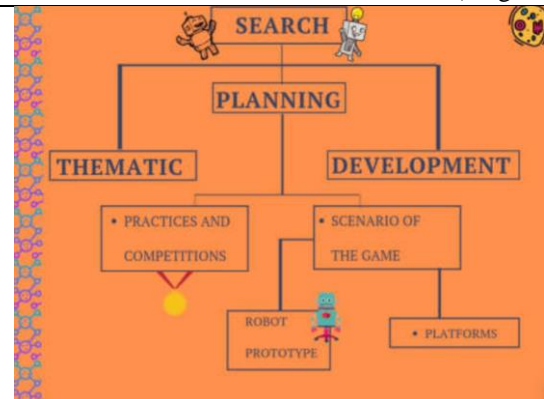 SEARCH
PLANNING
THEMATIC
DEVELOPMENT
• PRACTICES AND
COMPETITIONS
• SCENARIO OF
THE GAME
ROBOT
PROTOTYPE
• PLATFORMS